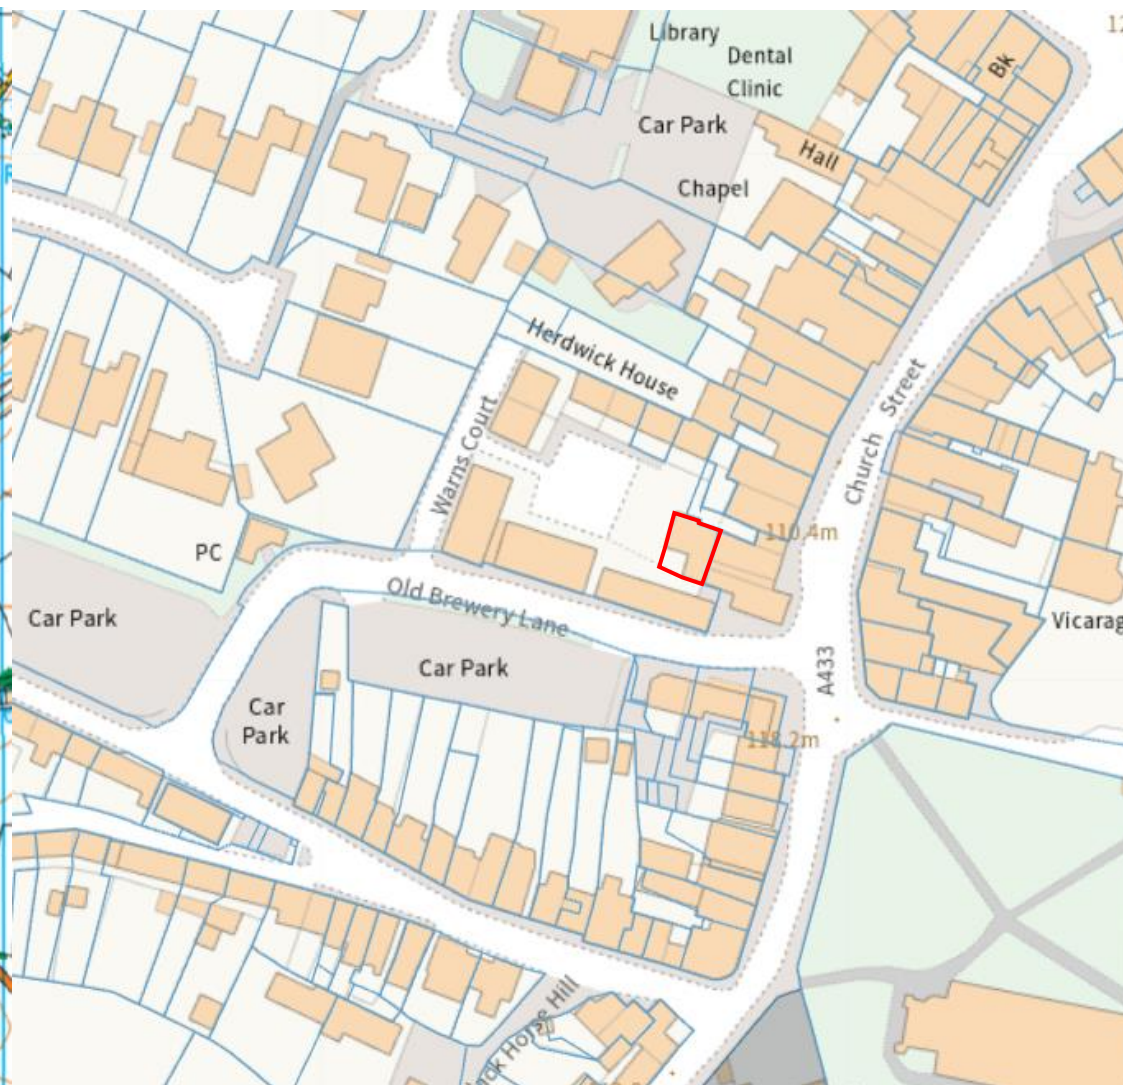 Library
Dental
Clinic
Bk
Car Park
Hall
Chapel
Herdwick House
Church Street
Warns Court
110.4m
PC
Old Brewery Lane
Car Park
Vicarag
Car Park
A433
Car
Park
118.2m
ack Horse Hill